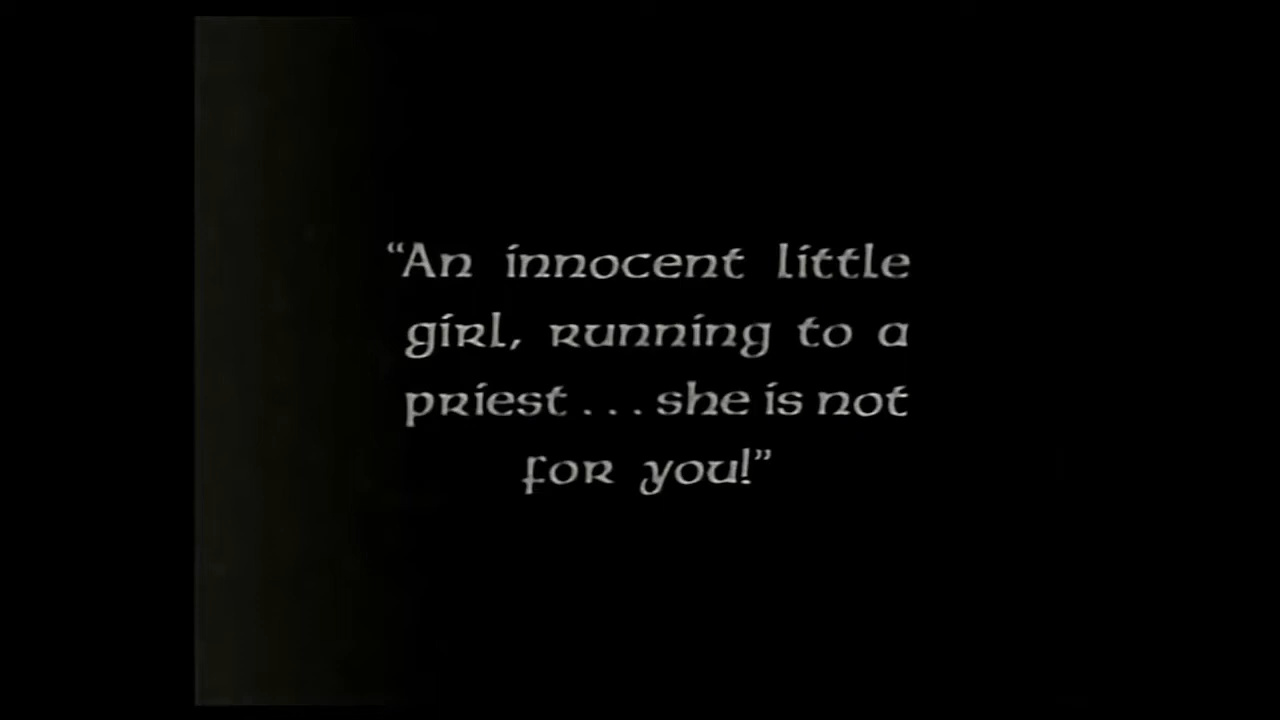 “An innocent little
girl, running to a
priest...she is not
for you!”